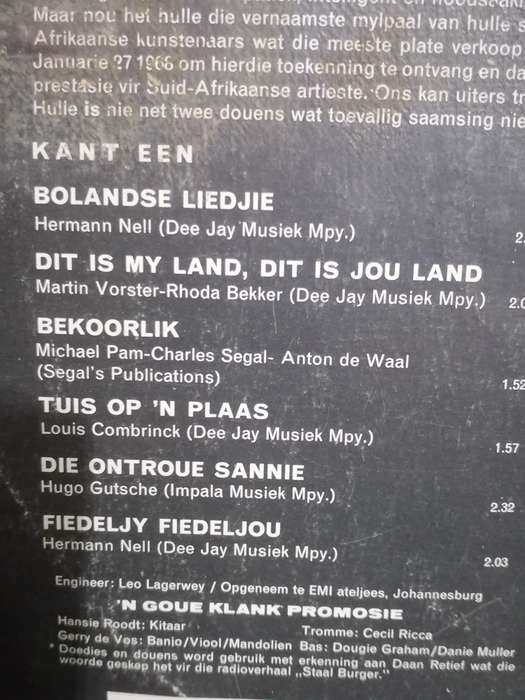 Maar nou het hulle die vernaamste mylpaal van hulle
Afrikaanse kunstenaars wat die meeste plate verkoop
Januarie 27 1966 om hierdie toekenning te ontvang en
prestasie vir Suid-Afrikaanse artieste. Ons kan uiters
Hulle is nie net twee douens wat toevallig saamsing nie
KANT EEN
BOLANDSE LIEDJIE
Hermann Nell (Dee Jay Musiek Mpy.)
DIT IS MY LAND, DIT IS JOU LAND
Martin Vorster-Rhoda Bekker (Dee Jay Musiek Mpy.)
BEKOORLIK
Michael Pam-Charles Segal- Anton de Waal
(Segal's Publications) 1.52
TUIS OP 'N PLAAS
Louis Combrinck (Dee Jay Musiek Mpy.) 1.57
DIE ONTROUE SANNIE
Hugo Gutsche (Impala Musiek Mpy.) 2.32
FIEDELJY FIEDELJOU
Hermann Nell (Dee Jay Musiek Mpy.) 2.03
Engineer: Leo Lagerwey / Opgeneem te EMI ateljees, Johannesburg
'N GOUE KLANK PROMOSIE
Hansie Roodt: Kitaar Tromme: Cecil Ricca
Gerry de Vos: Banjo/Viool/Mandolien Bas: Dougie Graham/Danie Muller
* Doedies en douens word gebruik met erkenning aan Daan Retief wat die
woorde geskep het vir die radioverhaal „Staal Burger."